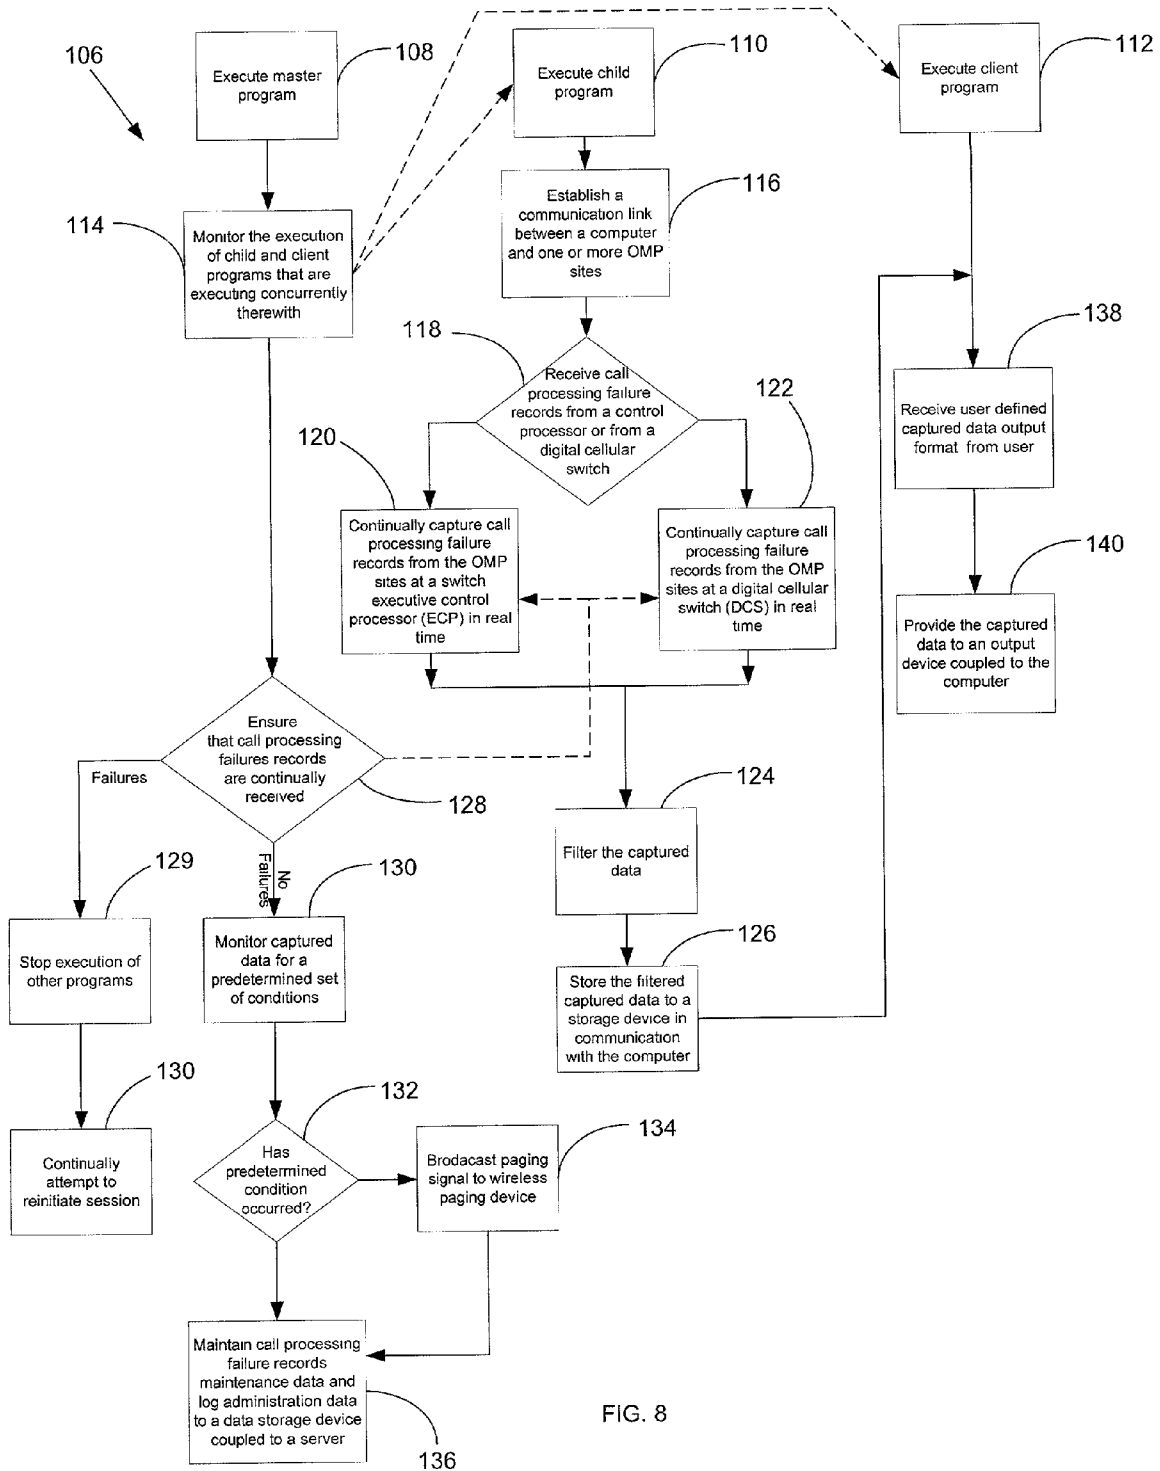 106
Execute master
program
108
Execute child
program
110
Execute client
program
112
114
Monitor the execution
of child and client
programs that are
executing concurrently
therewith
Establish a
communication link
between a computer
and one or more OMP
sites
116
118
Receive call
processing failure
records from a control
processor or from a
digital cellular
switch
120
Continually capture call
processing failure
records from the OMP
sites at a switch
executive control
processor (ECP) in real
time
122
Continually capture call
processing failure
records from the OMP
sites at a digital cellular
switch (DCS) in real
time
138
Receive user defined
captured data output
format from user
140
Provide the captured
data to an output
device coupled to the
computer
Ensure
that call processing
failures records
are continually
received
128
Failures
No
Failures
124
Filter the captured
data
126
Store the filtered
captured data to a
storage device in
communication
with the computer
129
Stop execution of
other programs
130
Monitor captured
data for a
predetermined set
of conditions
130
Continually
attempt to
reinitiate session
132
Has
predetermined
condition
occurred?
134
Brodacast paging
signal to wireless
paging device
Maintain call processing
failure records
maintenance data and
log administration data
to a data storage device
coupled to a server
136
FIG. 8